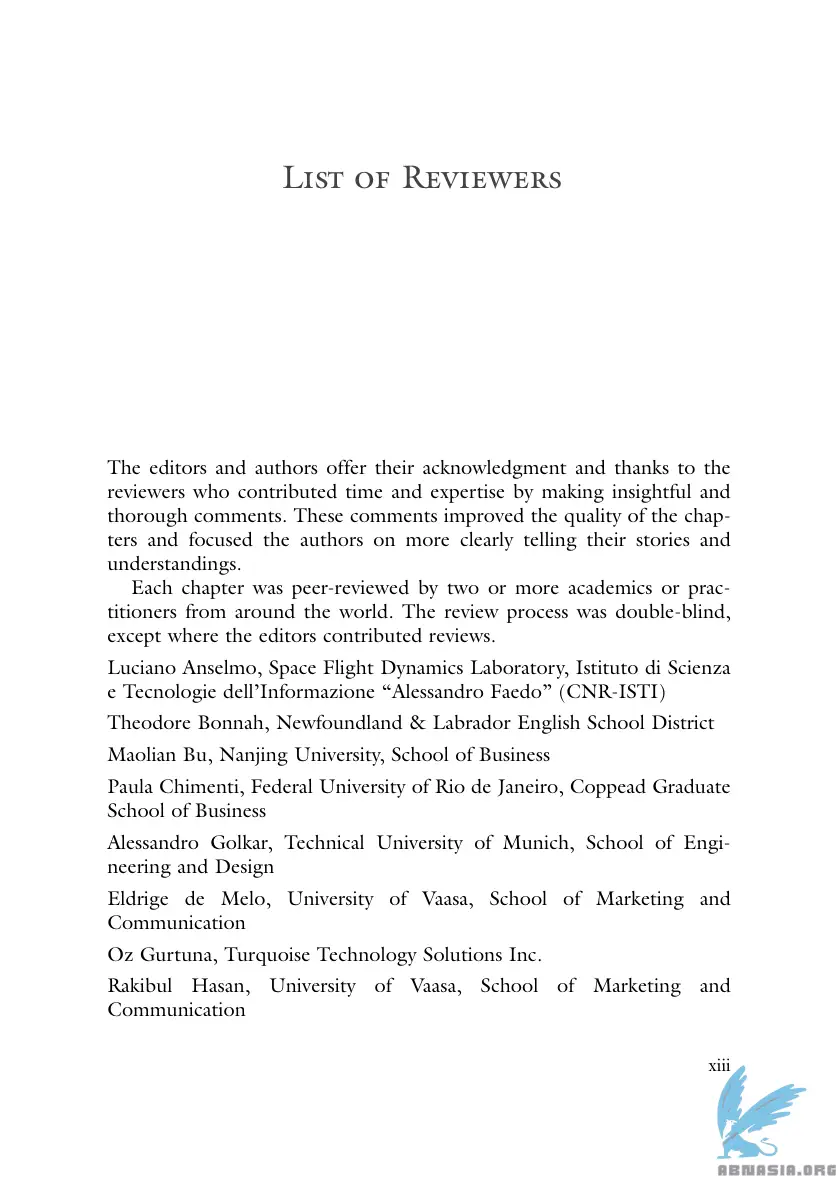 LIST OF REVIEWERS
The editors and authors offer their acknowledgment and thanks to the
reviewers who contributed time and expertise by making insightful and
thorough comments. These comments improved the quality of the chap-
ters and focused the authors on more clearly telling their stories and
understandings.
Each chapter was peer-reviewed by two or more academics or prac-
titioners from around the world. The review process was double-blind,
except where the editors contributed reviews.
Luciano Anselmo, Space Flight Dynamics Laboratory, Istituto di Scienza
e Tecnologie dell’Informazione “Alessandro Faedo” (CNR-ISTI)
Theodore Bonnah, Newfoundland & Labrador English School District
Maolian Bu, Nanjing University, School of Business
Paula Chimenti, Federal University of Rio de Janeiro, Coppead Graduate
School of Business
Alessandro Golkar, Technical University of Munich, School of Engi-
neering and Design
Eldrige de Melo, University of Vaasa, School of Marketing and
Communication
Oz Gurtuna, Turquoise Technology Solutions Inc.
Rakibul Hasan, University of Vaasa, School of Marketing and
Communication
xiii
ABNASIA.ORG